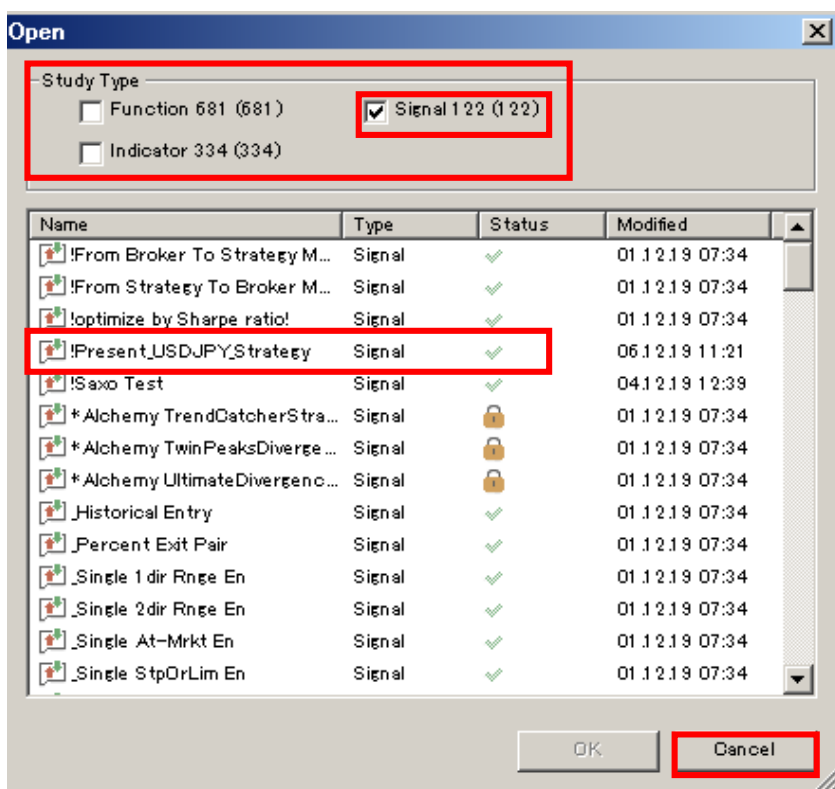 Open
Study Type
Function 681 (681) Signal 122 (122)
Indicator 334 (334)
Name Type Status Modified
!From Broker To Strategy M... Signal 01.12.19 07:34
!From Strategy To Broker M... Signal 01.12.19 07:34
!optimize by Sharpe ratio! Signal 01.12.19 07:34
!Present_USDJPY_Strategy Signal 06.12.19 11:21
!Saxo Test Signal 04.12.19 12:39
*Alchemy TrendCatcherStra... Signal 01.12.19 07:34
*Alchemy TwinPeaksDiverge... Signal 01.12.19 07:34
*Alchemy UltimateDivergenc... Signal 01.12.19 07:34
_Historical Entry Signal 01.12.19 07:34
_Percent Exit Pair Signal 01.12.19 07:34
_Single 1dir Rnge En Signal 01.12.19 07:34
_Single 2dir Rnge En Signal 01.12.19 07:34
_Single At-Mrkt En Signal 01.12.19 07:34
_Single StpOrLim En Signal 01.12.19 07:34
OK Cancel